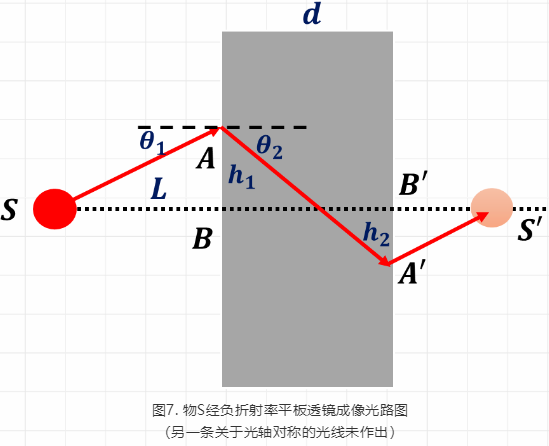 d
θ₁
A
θ₂
h₁
S
L
B′
B
h₂
S′
A′
图7. 物S经负折射率平板透镜成像光路图
（另一条关于光轴对称的光线未作出）